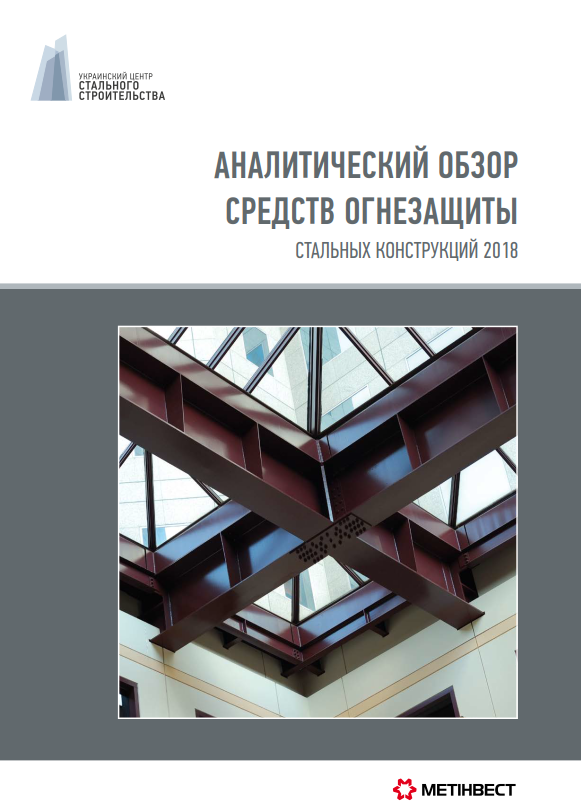 УКРАИНСКИЙ ЦЕНТР
СТАЛЬНОГО
СТРОИТЕЛЬСТВА
АНАЛИТИЧЕСКИЙ ОБЗОР
СРЕДСТВ ОГНЕЗАЩИТЫ
СТАЛЬНЫХ КОНСТРУКЦИЙ 2018
МЕТІНВЕСТ